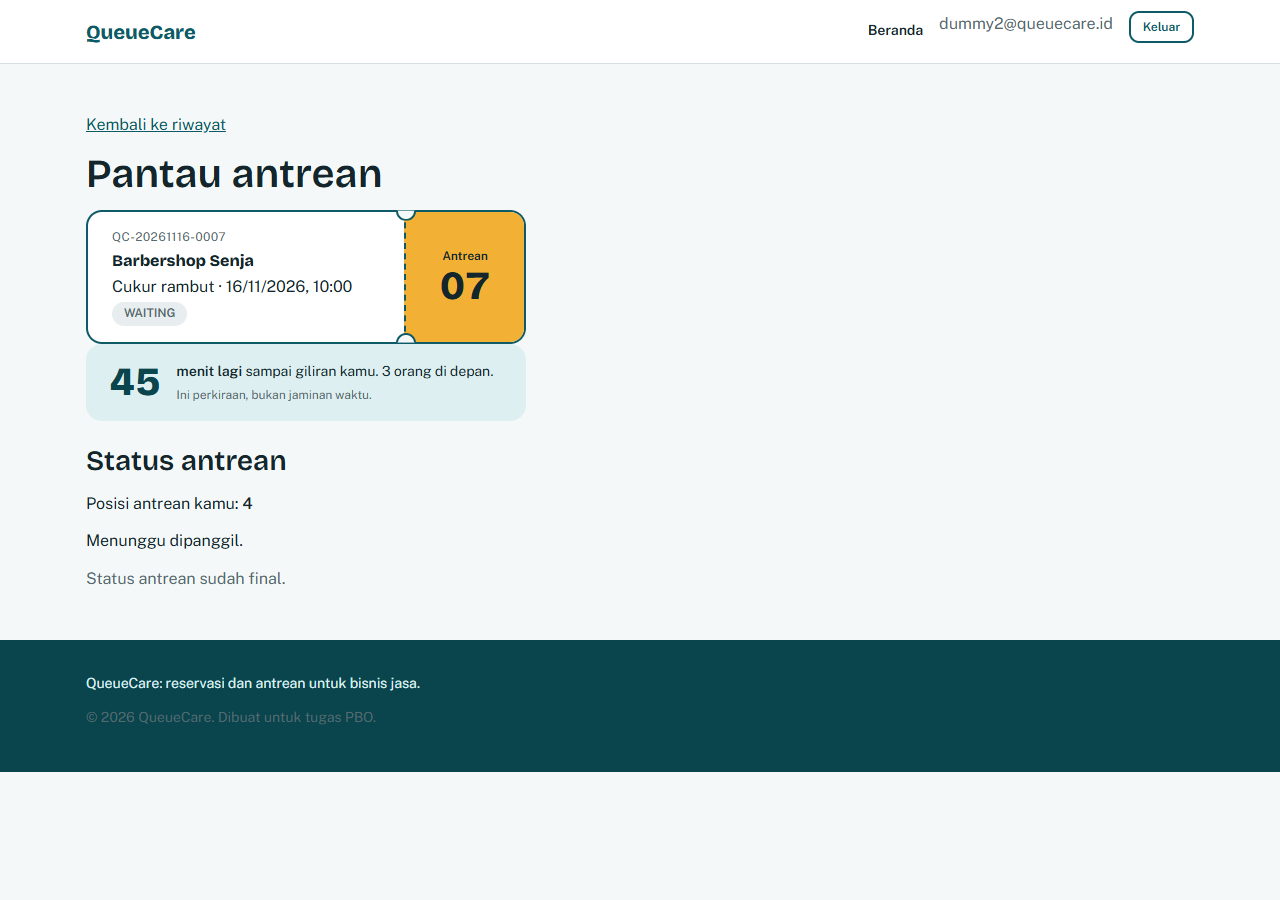 QueueCare
Beranda
dummy2@queuecare.id
Keluar
Kembali ke riwayat
Pantau antrean
QC-20261116-0007
Barbershop Senja
Cukur rambut · 16/11/2026, 10:00
WAITING
Antrean
07
45
menit lagi sampai giliran kamu. 3 orang di depan.
Ini perkiraan, bukan jaminan waktu.
Status antrean
Posisi antrean kamu: 4
Menunggu dipanggil.
Status antrean sudah final.
QueueCare: reservasi dan antrean untuk bisnis jasa.
© 2026 QueueCare. Dibuat untuk tugas PBO.